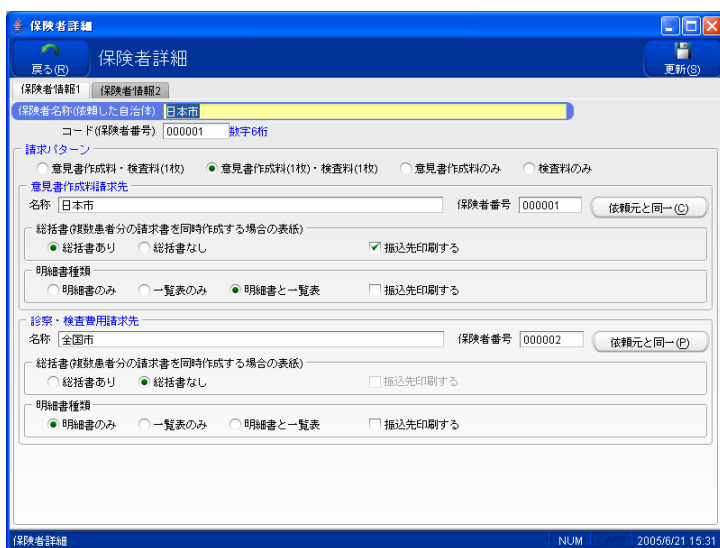 保険者詳細
戻る(R) 保険者詳細 更新(S)
保険者情報1 保険者情報2
保険者名称(依頼した自治体) 日本市
コード(保険者番号) 000001 数字6桁
請求パターン
意見書作成料・検査料(1枚) 意見書作成料(1枚)・検査料(1枚) 意見書作成料のみ 検査料のみ
意見書作成料請求先
名称 日本市 保険者番号 000001 依頼元と同一(C)
総括書(複数患者分の請求書を同時作成する場合の表紙)
総括書あり 総括書なし 振込先印刷する
明細書種類
明細書のみ 一覧表のみ 明細書と一覧表 振込先印刷する
診察・検査費用請求先
名称 全国市 保険者番号 000002 依頼元と同一(P)
総括書(複数患者分の請求書を同時作成する場合の表紙)
総括書あり 総括書なし 振込先印刷する
明細書種類
明細書のみ 一覧表のみ 明細書と一覧表 振込先印刷する
保険者詳細 NUM CAPS 2005/6/21 15:31